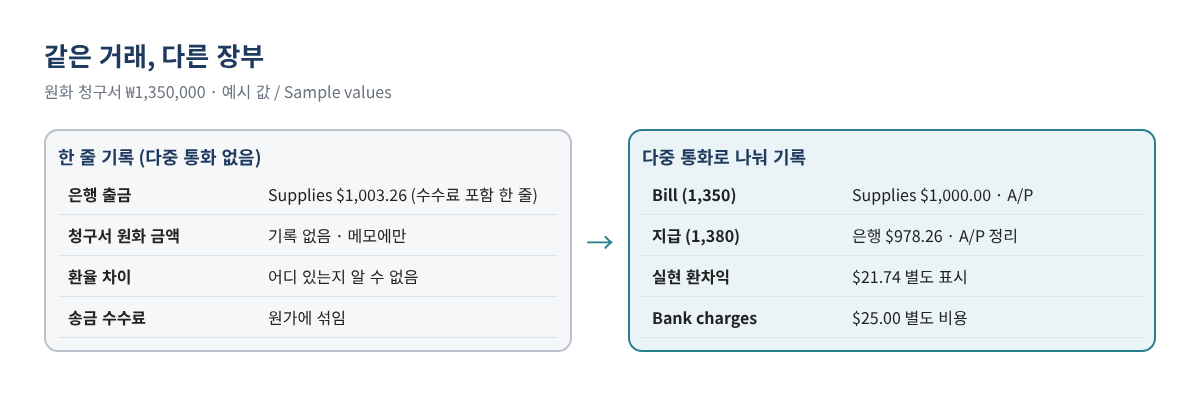 같은 거래, 다른 장부
원화 청구서 ₩1,350,000 · 예시 값 / Sample values
한 줄 기록 (다중 통화 없음)
은행 출금 Supplies $1,003.26 (수수료 포함 한 줄)
청구서 원화 금액 기록 없음 · 메모에만
환율 차이 어디 있는지 알 수 없음
송금 수수료 원가에 섞임
→
다중 통화로 나눠 기록
Bill (1,350) Supplies $1,000.00 · A/P
지급 (1,380) 은행 $978.26 · A/P 정리
실현 환차익 $21.74 별도 표시
Bank charges $25.00 별도 비용